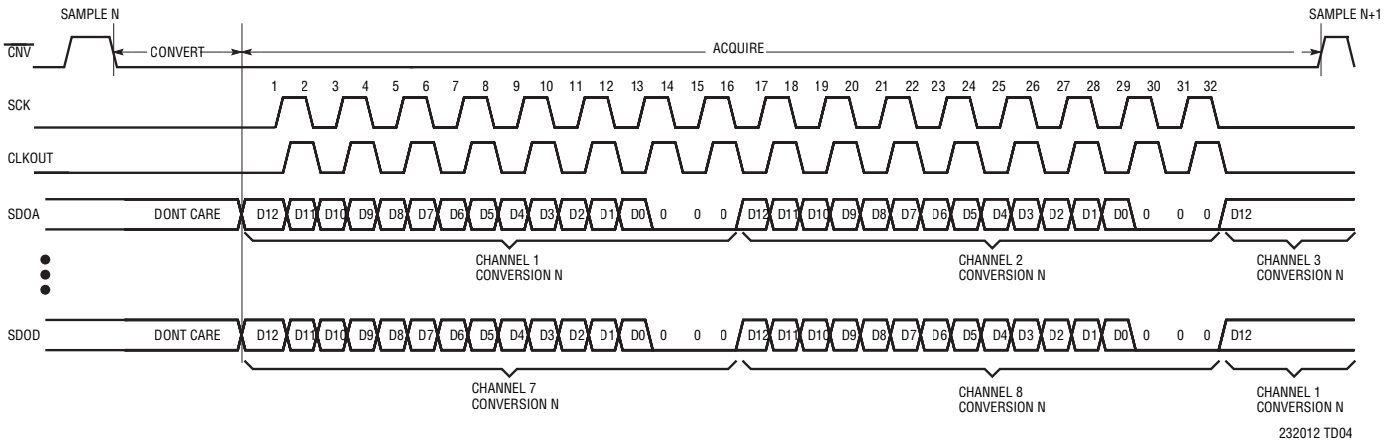 SAMPLE N SAMPLE N+1
CNV CONVERT ACQUIRE
1 2 3 4 5 6 7 8 9 10 11 12 13 14 15 16 17 18 19 20 21 22 23 24 25 26 27 28 29 30 31 32
SCK
CLKOUT
SDOA DONT CARE D12 D11 D10 D9 D8 D7 D6 D5 D4 D3 D2 D1 D0 0 0 0 D12 D11 D10 D9 D8 D7 D6 D5 D4 D3 D2 D1 D0 0 0 0 D12
CHANNEL 1 CHANNEL 2 CHANNEL 3
CONVERSION N CONVERSION N CONVERSION N
SDOD DONT CARE D12 D11 D10 D9 D8 D7 D6 D5 D4 D3 D2 D1 D0 0 0 0 D12 D11 D10 D9 D8 D7 D6 D5 D4 D3 D2 D1 D0 0 0 0 D12
CHANNEL 7 CHANNEL 8 CHANNEL 1
CONVERSION N CONVERSION N CONVERSION N
232012 TD04